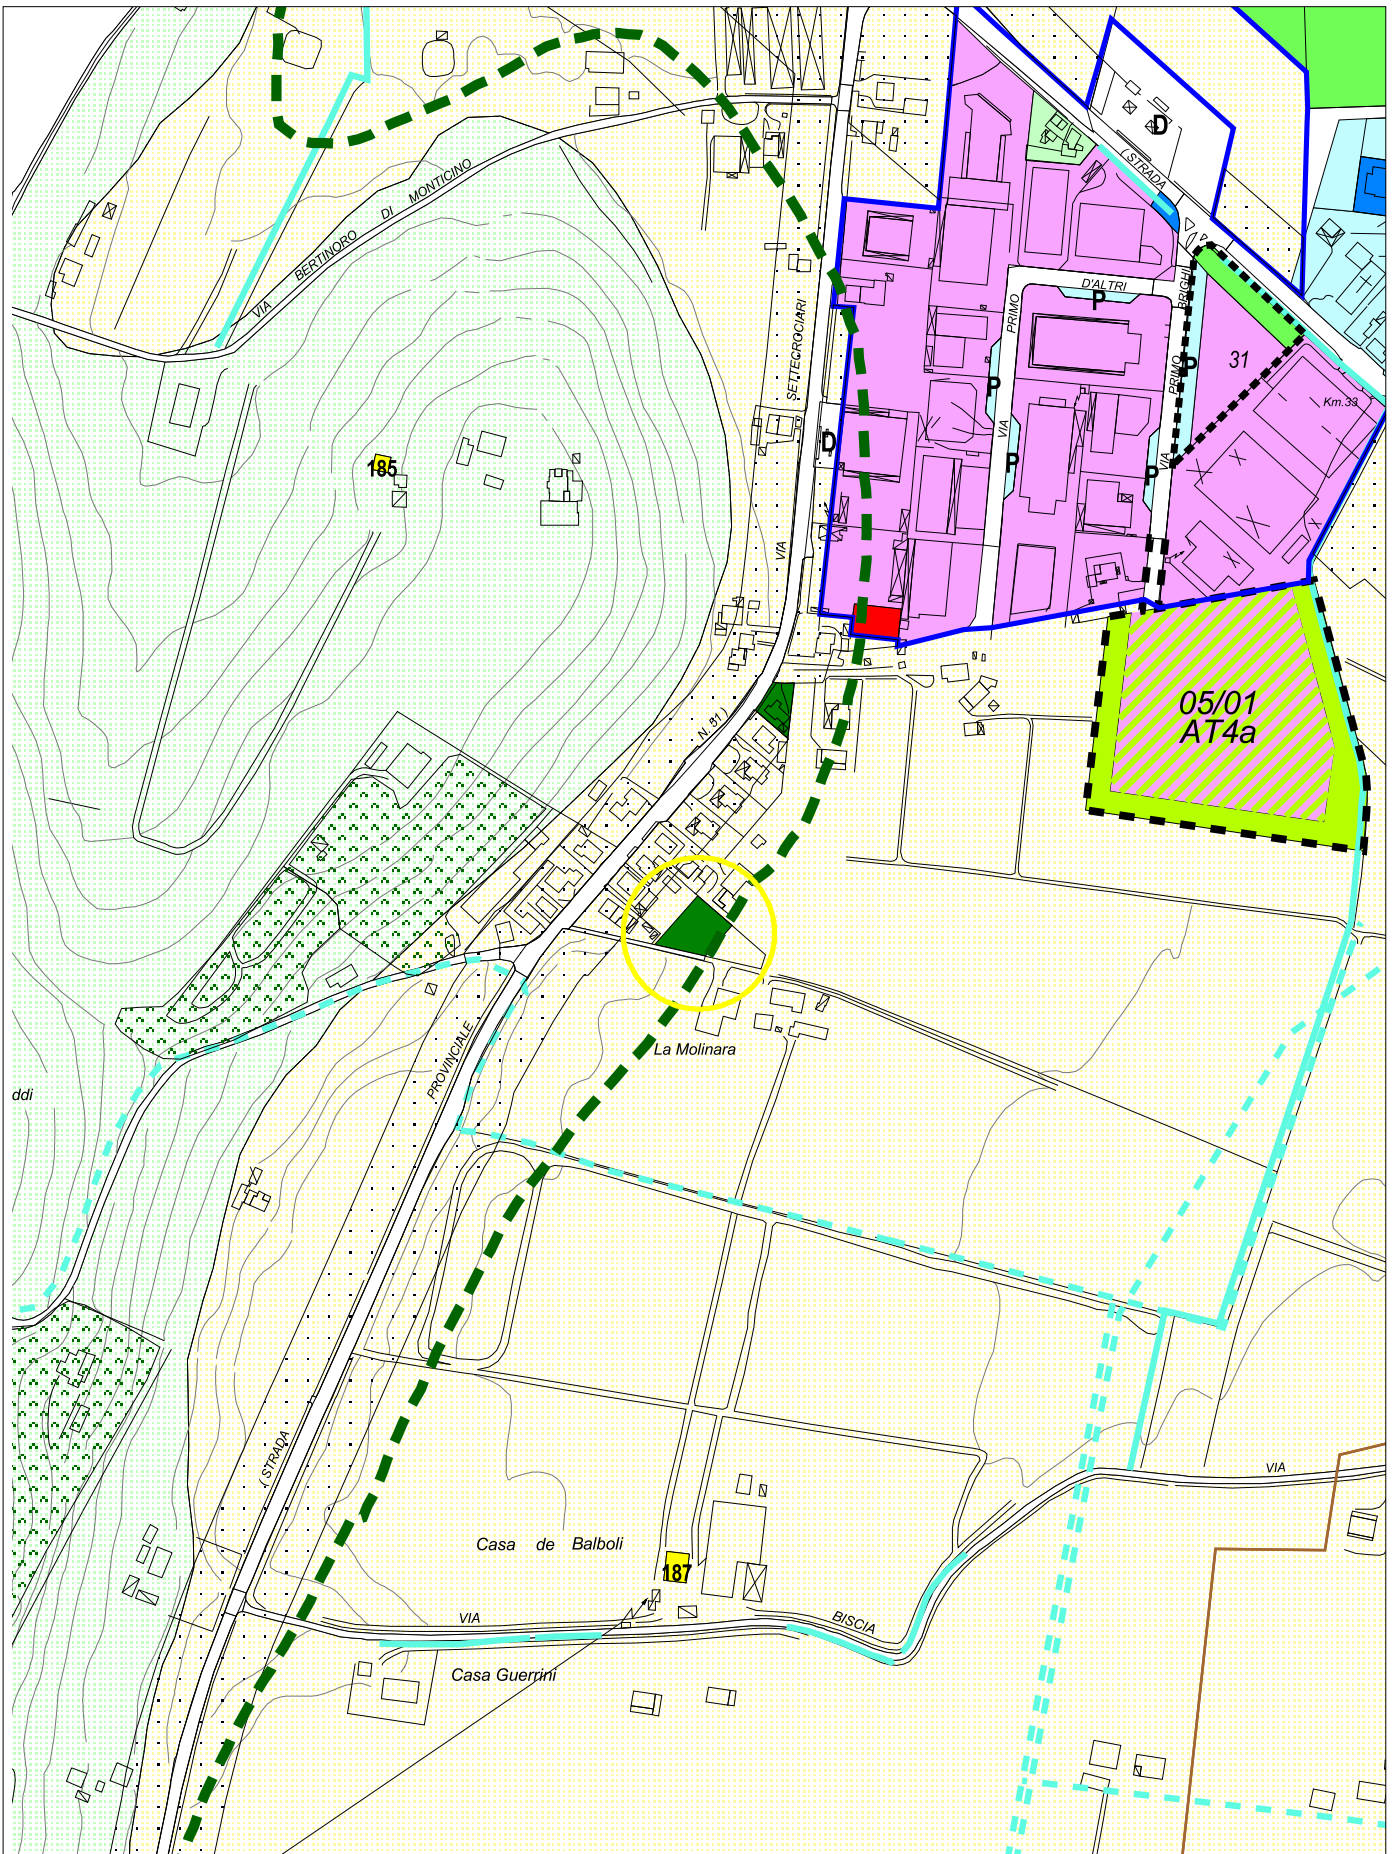 D
(STRADA
VIA BERTINORO DI MONTICINO
D'ALTRI
P
PRIMO
BRIGHI
SETTECROCIARI
31
P
PRIMO
P
Km.33
VIA
D
185
P
VIA
P
VIA
05/01
AT4a
N. 31)
La Molinara
PROVINCIALE
ddi
(STRADA
VIA
Casa de Balboli
187
VIA
BISCIA
Casa Guerrini